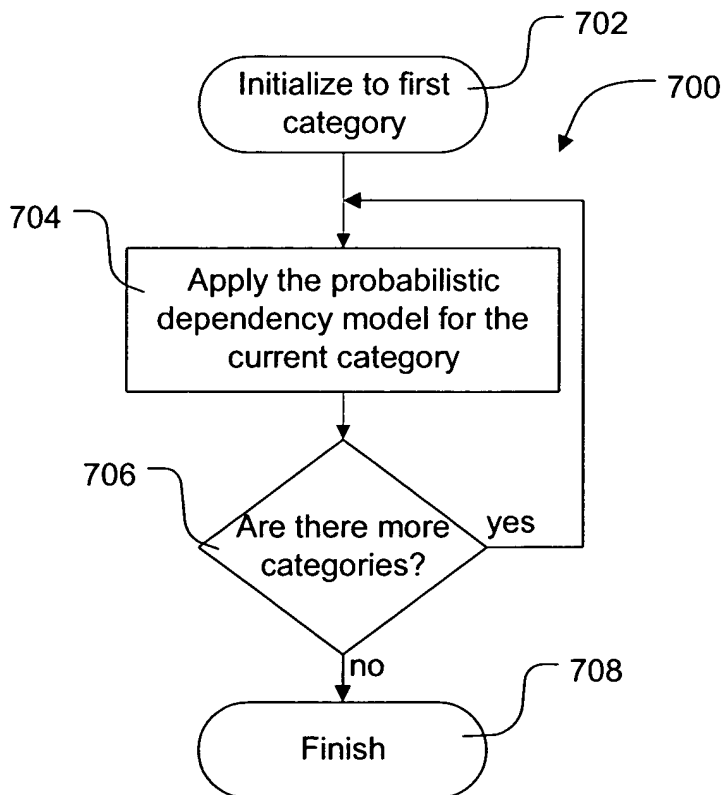 702
Initialize to first
category
700
704
Apply the probabilistic
dependency model for the
current category
706
Are there more
categories?
yes
no
708
Finish